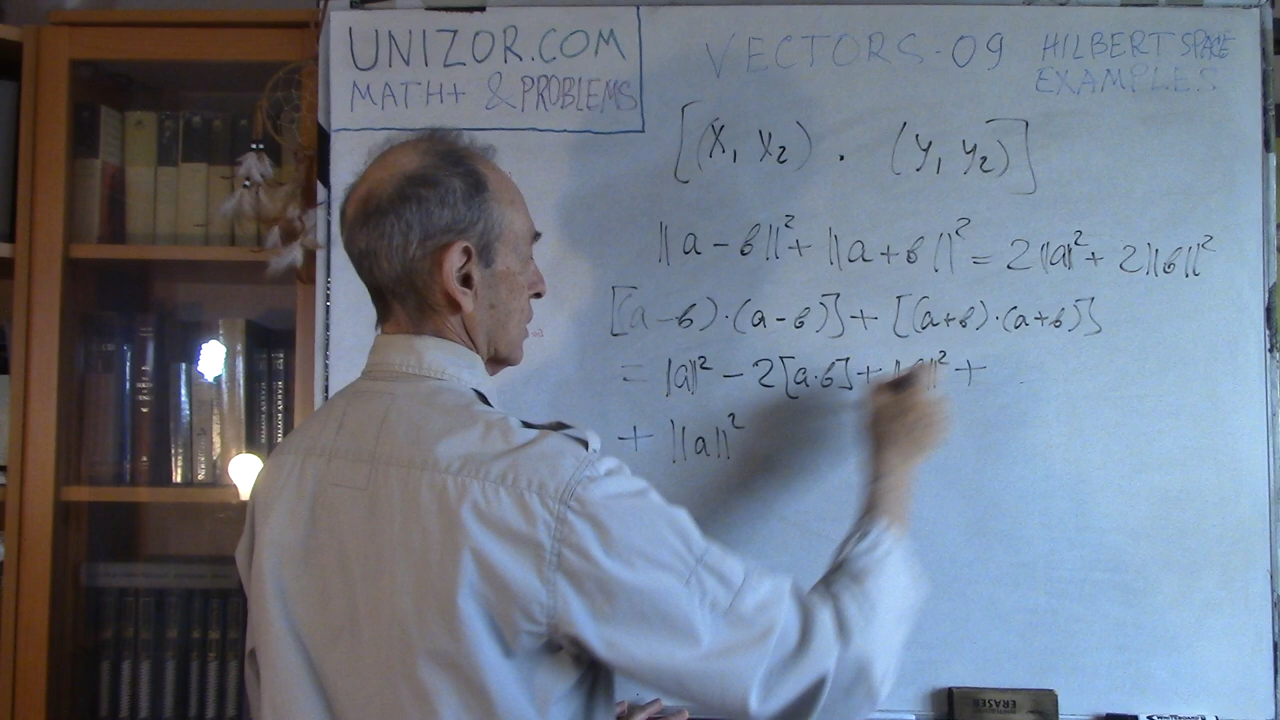 UNIZOR.COM
MATH+ & PROBLEMS
VECTORS-09
HILBERT SPACE
EXAMPLES
[(X₁ X₂) · (y₁ y₂)]
||a - в||² + ||a + в||² = 2||a||² + 2||в||²
[(a-в)·(a-в)] + [(a+в)·(a+в)]
= ||a||² - 2[a·в] +
+ ||a||²
ERASER